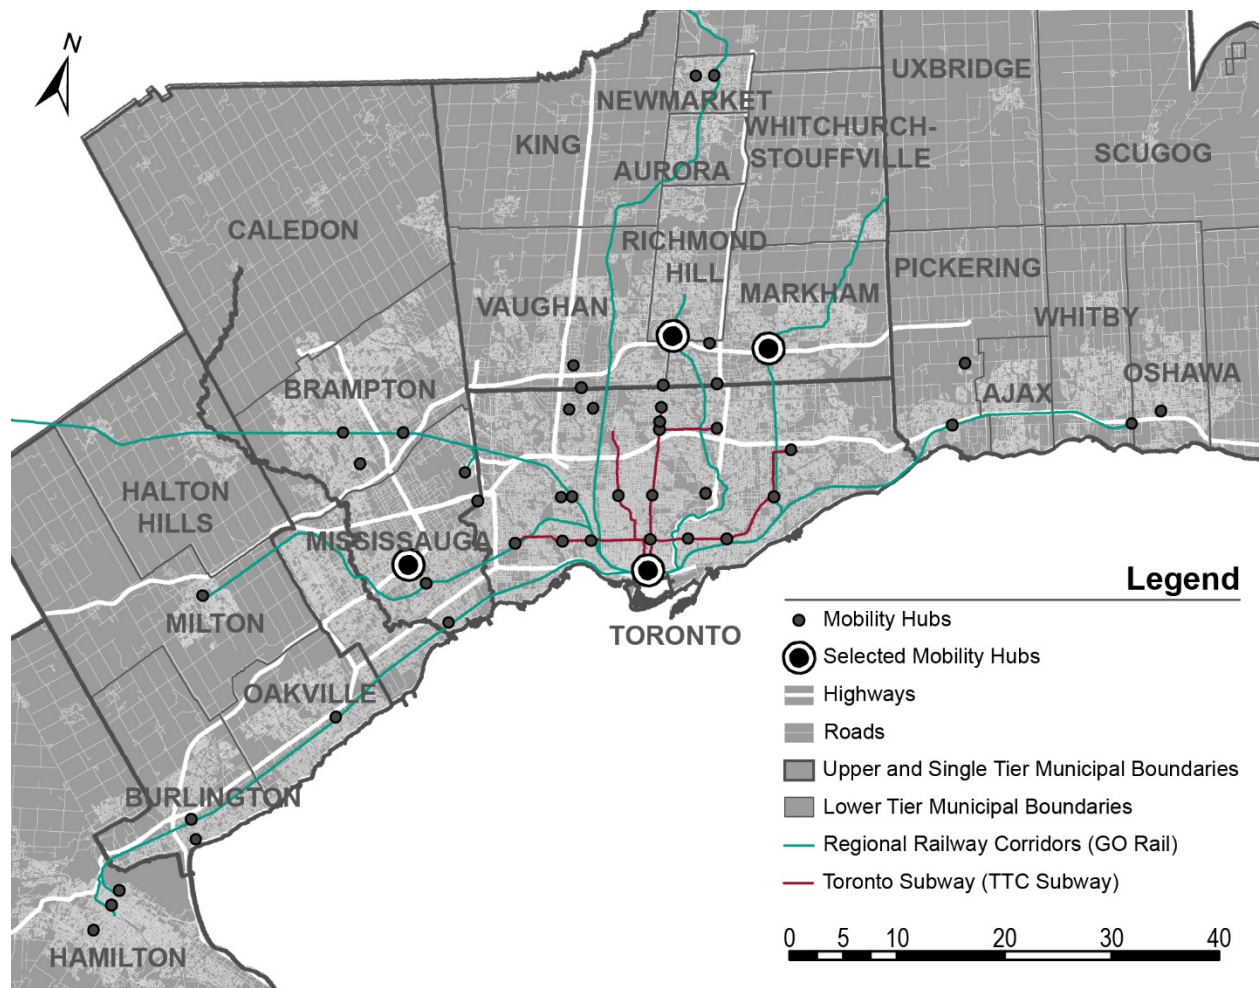 N
UXBRIDGE
NEWMARKET
KING
WHITCHURCH-
STOUFFVILLE
SCUGOG
AURORA
CALEDON
RICHMOND
HILL
PICKERING
VAUGHAN
MARKHAM
WHITBY
BRAMPTON
AJAX
OSHAWA
HALTON
HILLS
MISSISSAUGA
MILTON
TORONTO
OAKVILLE
BURLINGTON
HAMILTON
Legend
Mobility Hubs
Selected Mobility Hubs
Highways
Roads
Upper and Single Tier Municipal Boundaries
Lower Tier Municipal Boundaries
Regional Railway Corridors (GO Rail)
Toronto Subway (TTC Subway)
0 5 10 20 30 40